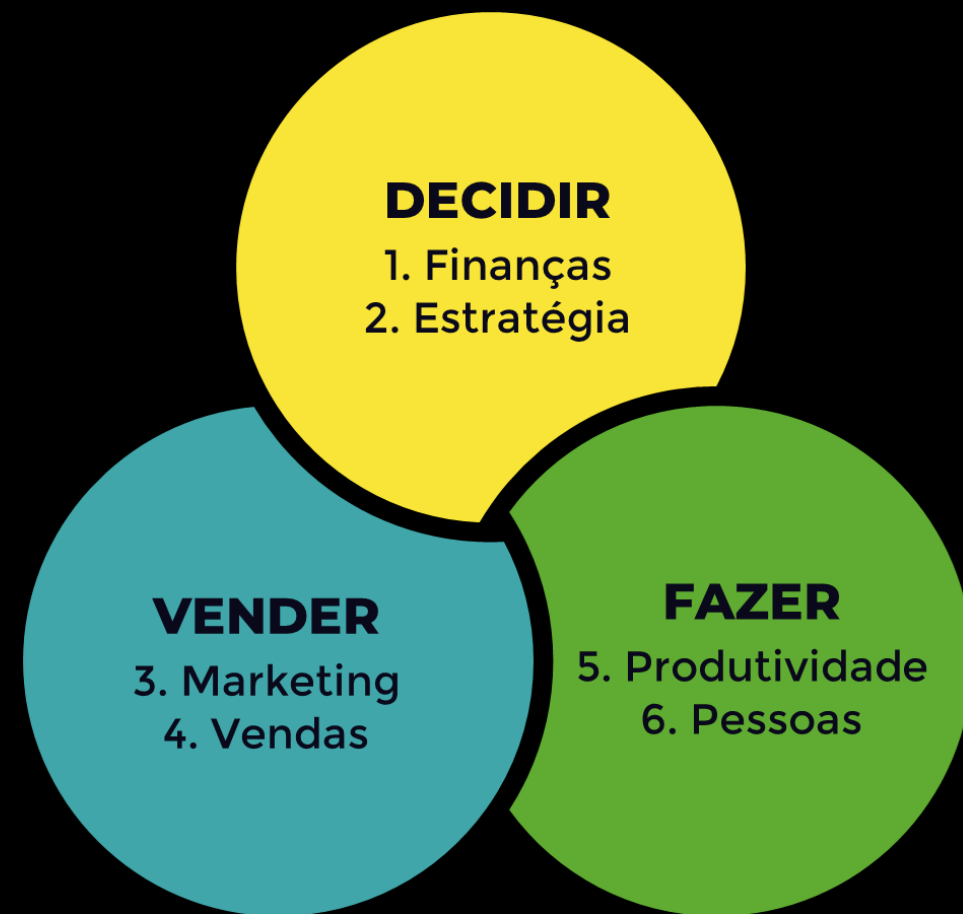 DECIDIR
1. Finanças
2. Estratégia
VENDER
3. Marketing
4. Vendas
FAZER
5. Produtividade
6. Pessoas